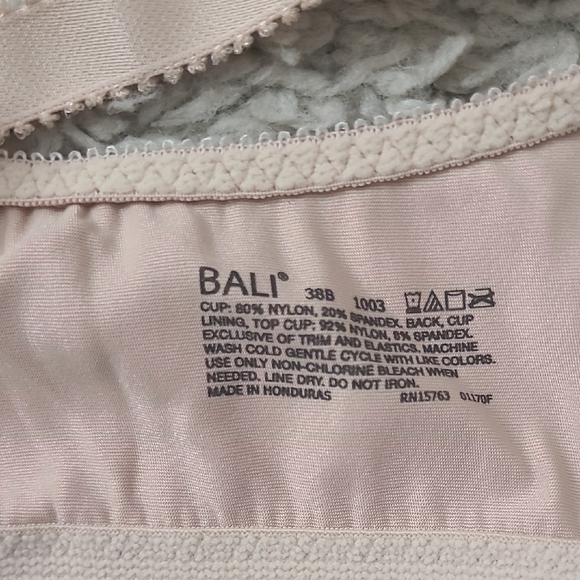 BALI® 38B 1003
CUP: 80% NYLON, 20% SPANDEX. BACK, CUP
LINING, TOP CUP: 92% NYLON, 8% SPANDEX.
EXCLUSIVE OF TRIM AND ELASTICS. MACHINE
WASH COLD GENTLE CYCLE WITH LIKE COLORS.
USE ONLY NON-CHLORINE BLEACH WHEN
NEEDED. LINE DRY. DO NOT IRON.
MADE IN HONDURAS RN15763 01170F